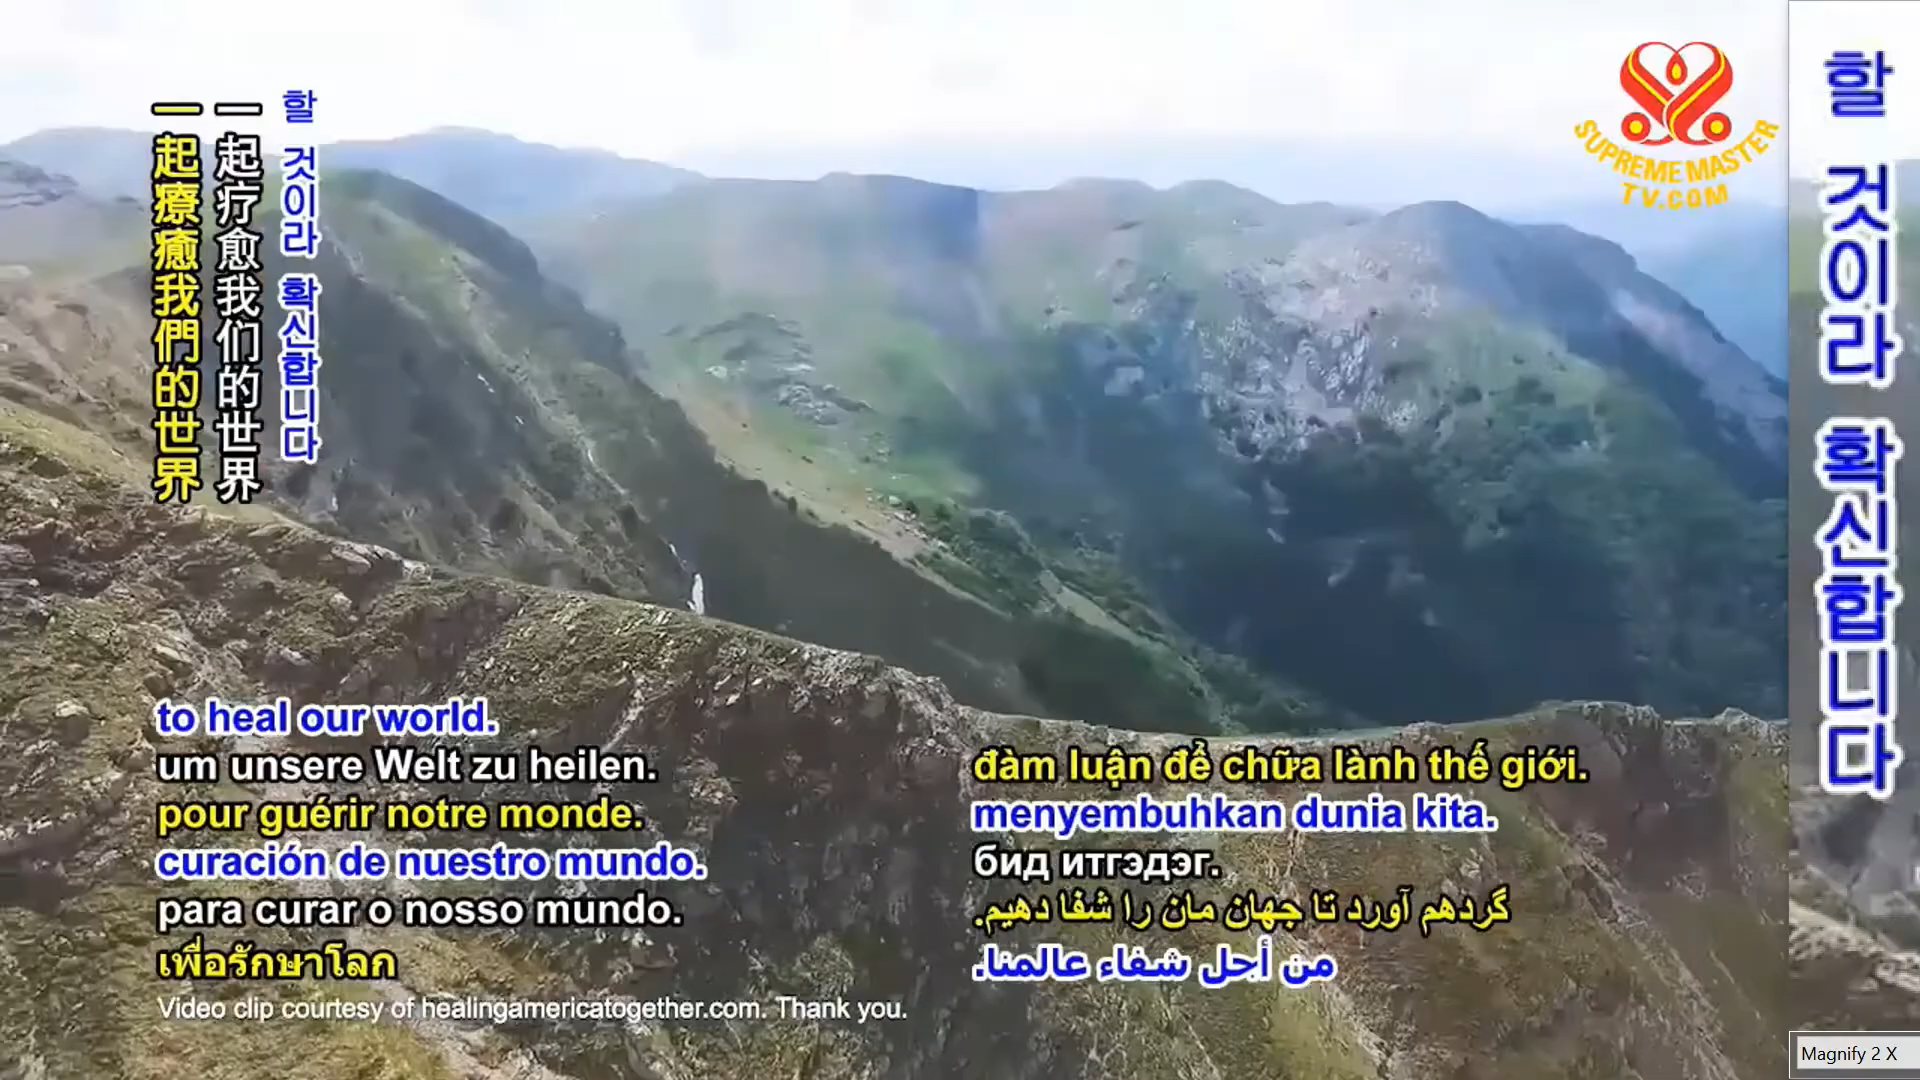 一起療癒我們的世界
一起疗愈我们的世界
할 것이라 확신합니다
SUPREME MASTER
TV.COM
할 것이라 확신합니다
to heal our world.
um unsere Welt zu heilen.
pour guérir notre monde.
curación de nuestro mundo.
para curar o nosso mundo.
เพื่อรักษาโลก
đàm luận để chữa lành thế giới.
menyembuhkan dunia kita.
бид итгэдэг.
گردهم آورد تا جهان مان را شفا دهیم.
من أجل شفاء عالمنا.
Video clip courtesy of healingamericatogether.com. Thank you.
Magnify 2 X